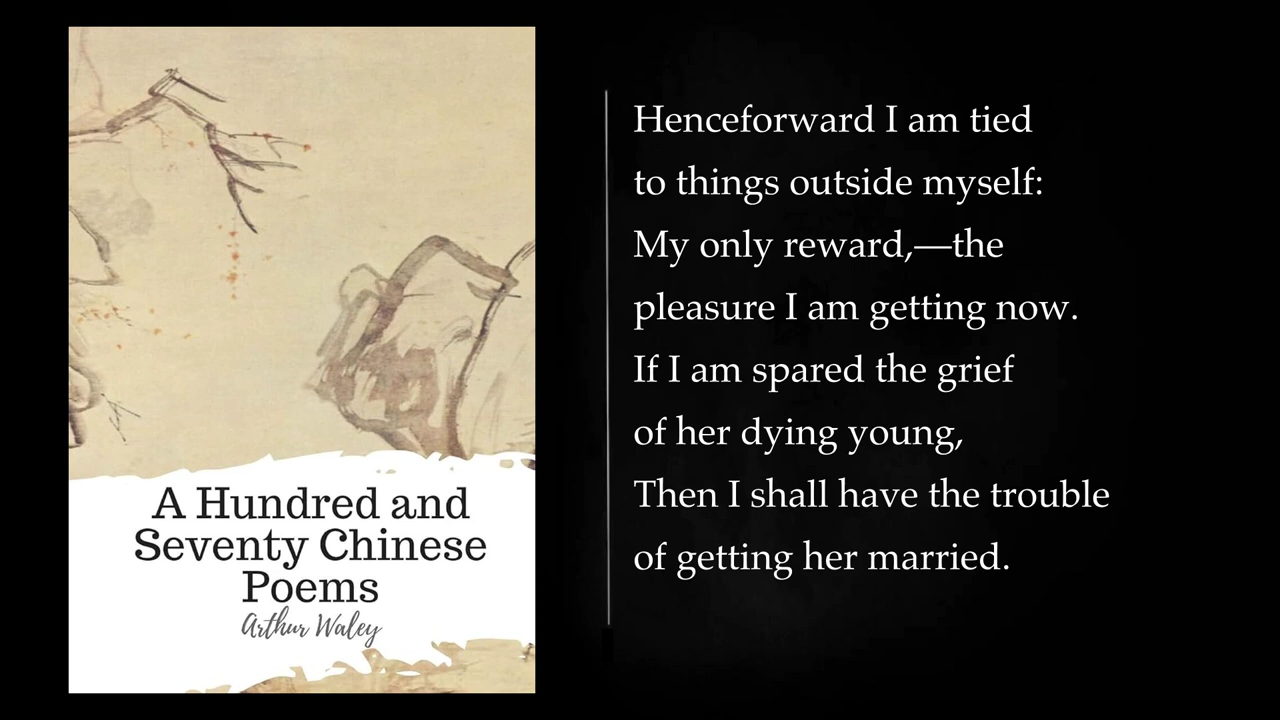 A Hundred and
Seventy Chinese
Poems
Arthur Waley
Henceforward I am tied
to things outside myself:
My only reward,—the
pleasure I am getting now.
If I am spared the grief
of her dying young,
Then I shall have the trouble
of getting her married.